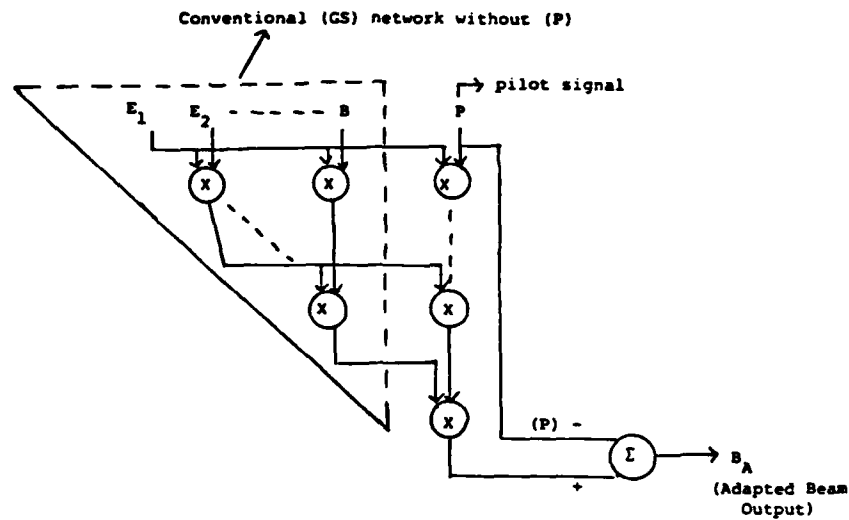 Conventional (GS) network without (P)
pilot signal
E1 E2 - - - - - - B P
X X X
X X
X
(P) -
Σ
+
BA
(Adapted Beam
Output)